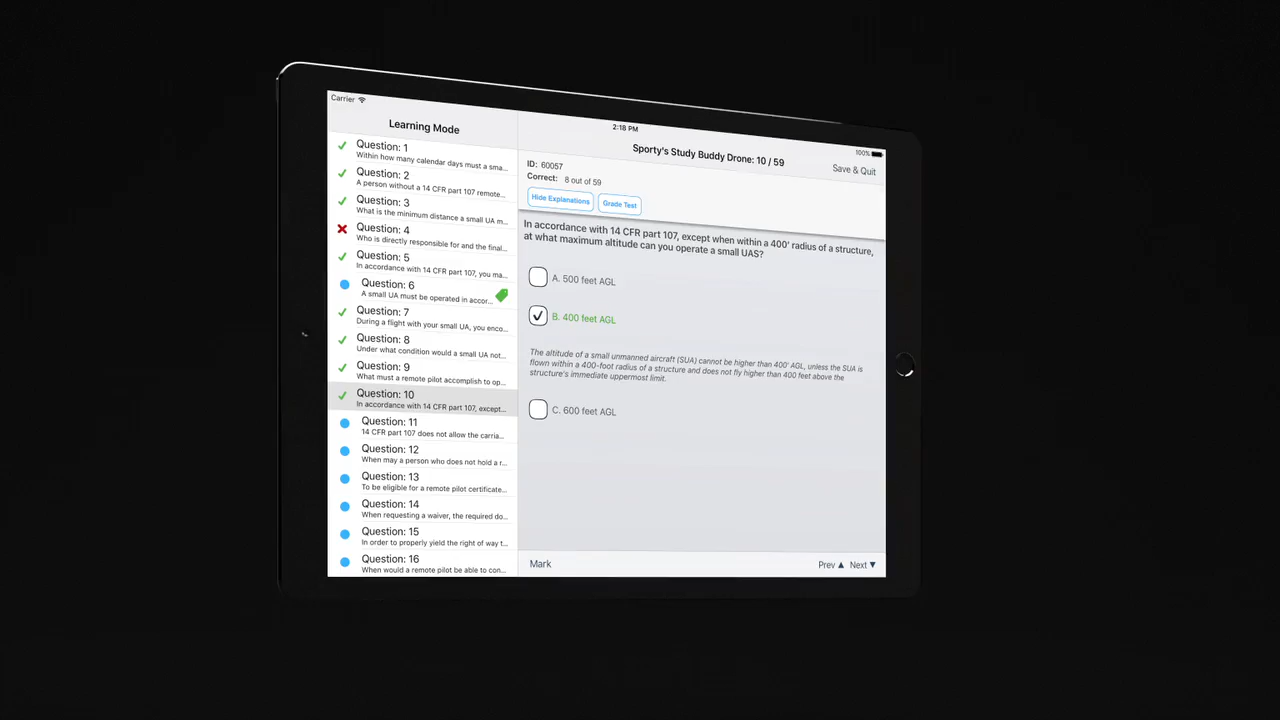 Carrier
2:18 PM
100%
Learning Mode
Sporty's Study Buddy Drone: 10 / 59
Save & Quit
Question: 1
Within how many calendar days must a sma...
Question: 2
A person without a 14 CFR part 107 remote...
Question: 3
What is the minimum distance a small UA m...
Question: 4
Who is directly responsible for and the final...
Question: 5
In accordance with 14 CFR part 107, you ma...
Question: 6
A small UA must be operated in accor...
Question: 7
During a flight with your small UA, you enco...
Question: 8
Under what condition would a small UA not...
Question: 9
What must a remote pilot accomplish to op...
Question: 10
In accordance with 14 CFR part 107, except...
Question: 11
14 CFR part 107 does not allow the carria...
Question: 12
When may a person who does not hold a r...
Question: 13
To be eligible for a remote pilot certificate...
Question: 14
When requesting a waiver, the required do...
Question: 15
In order to properly yield the right of way t...
Question: 16
When would a remote pilot be able to con...
ID: 60057
Correct: 8 out of 59
Hide Explanations
Grade Test
In accordance with 14 CFR part 107, except when within a 400' radius of a structure,
at what maximum altitude can you operate a small UAS?
A. 500 feet AGL
B. 400 feet AGL
The altitude of a small unmanned aircraft (SUA) cannot be higher than 400' AGL, unless the SUA is
flown within a 400-foot radius of a structure and does not fly higher than 400 feet above the
structure's immediate uppermost limit.
C. 600 feet AGL
Mark
Prev ▲ Next ▼